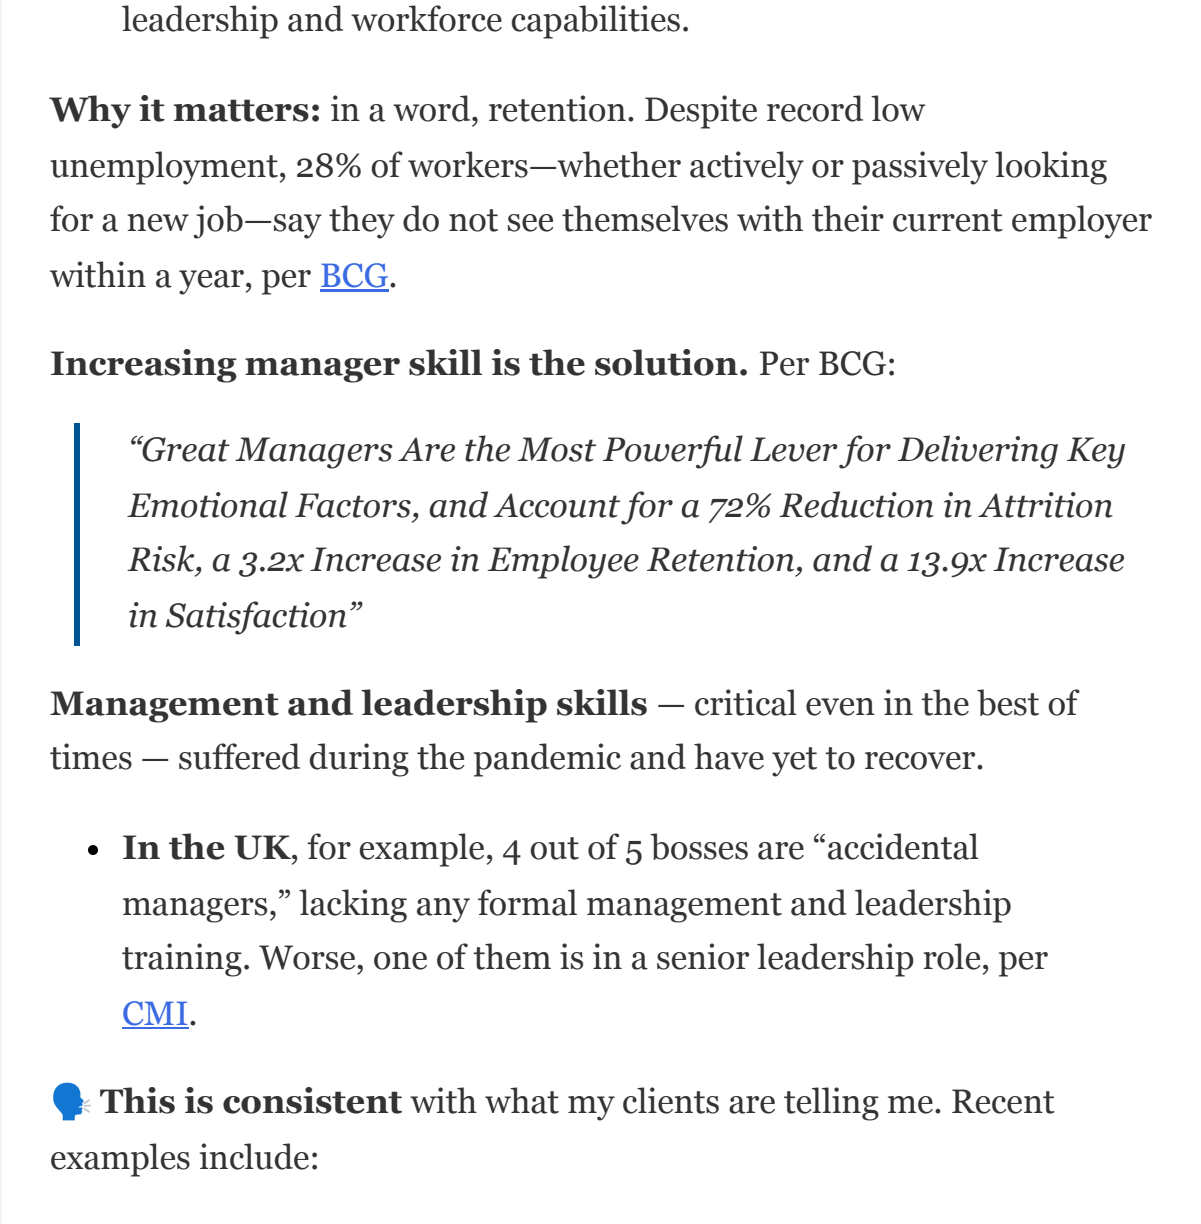 leadership and workforce capabilities.
Why it matters: in a word, retention. Despite record low
unemployment, 28% of workers—whether actively or passively looking
for a new job—say they do not see themselves with their current employer
within a year, per BCG.
Increasing manager skill is the solution. Per BCG:
“Great Managers Are the Most Powerful Lever for Delivering Key
Emotional Factors, and Account for a 72% Reduction in Attrition
Risk, a 3.2x Increase in Employee Retention, and a 13.9x Increase
in Satisfaction”
Management and leadership skills — critical even in the best of
times — suffered during the pandemic and have yet to recover.
• In the UK, for example, 4 out of 5 bosses are “accidental
managers,” lacking any formal management and leadership
training. Worse, one of them is in a senior leadership role, per
CMI.
🗣️ This is consistent with what my clients are telling me. Recent
examples include: